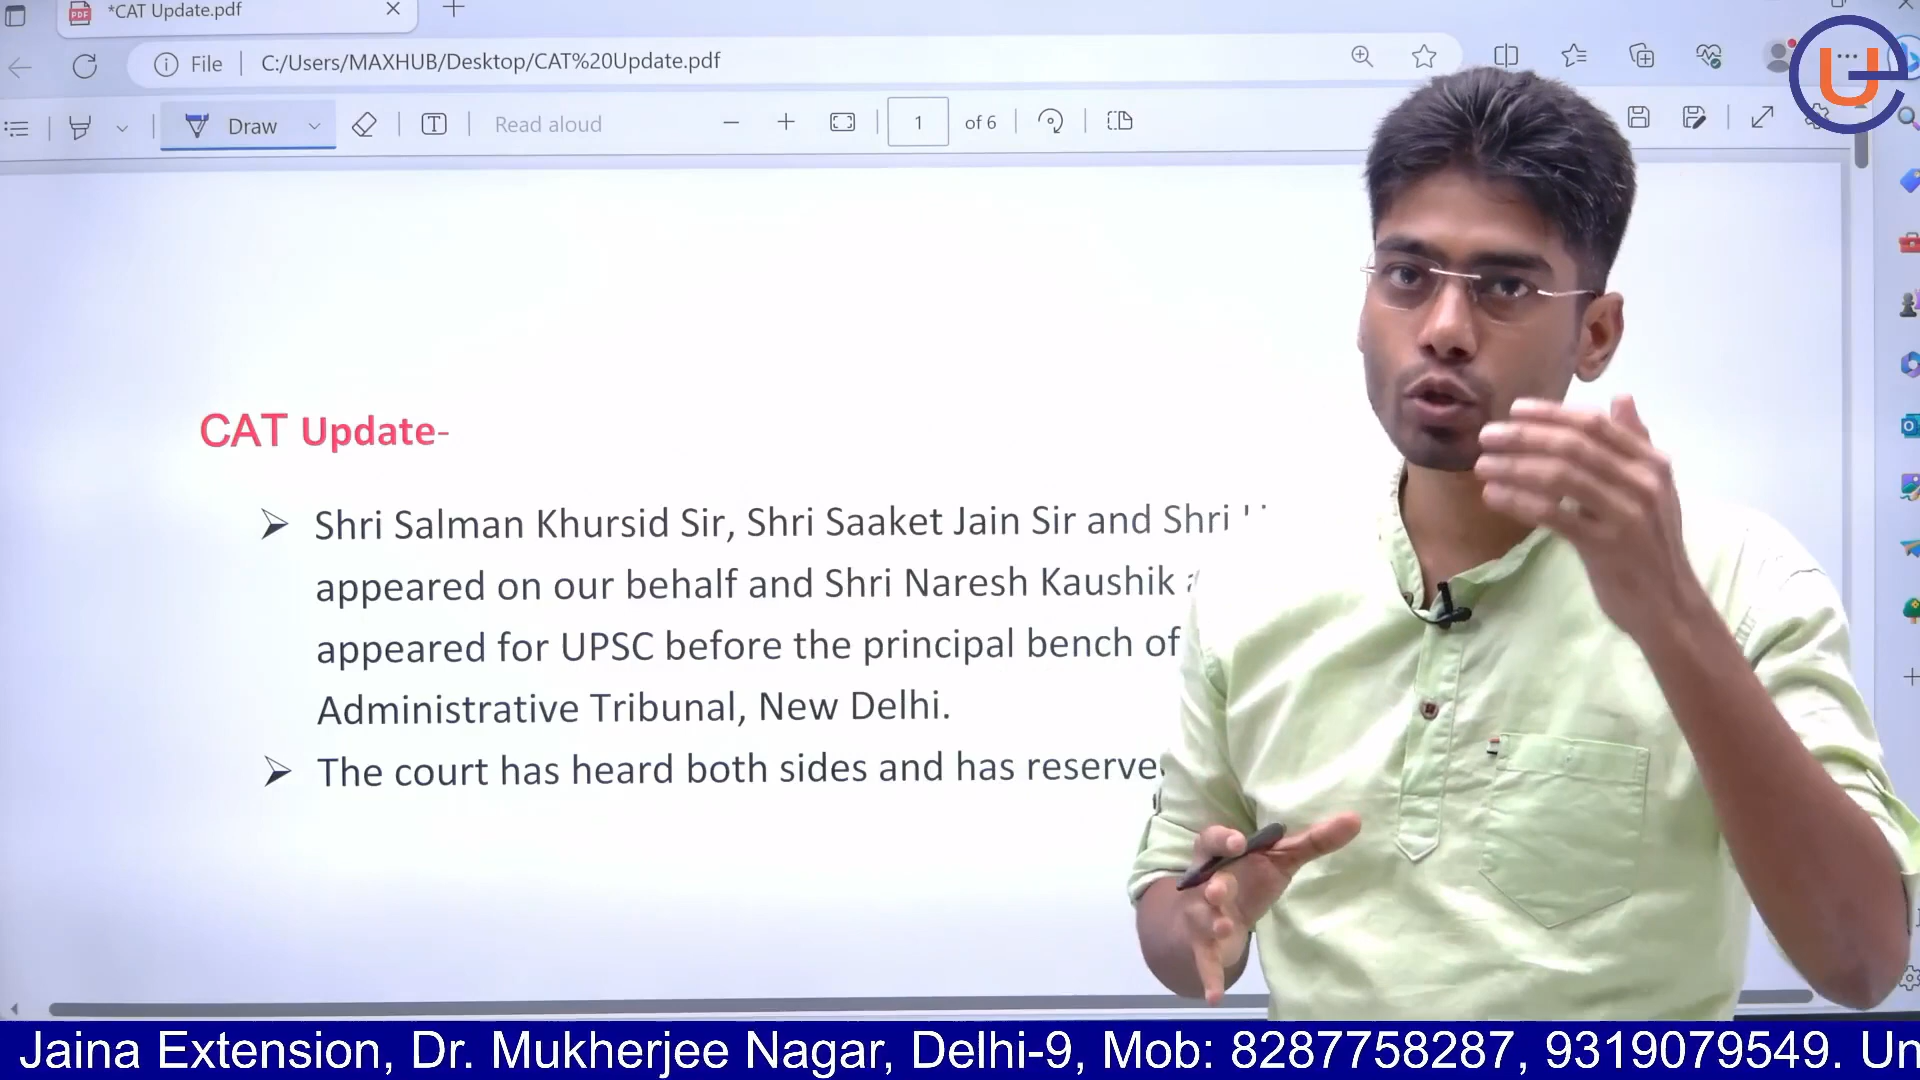 *CAT Update.pdf
File
C:/Users/MAXHUB/Desktop/CAT%20Update.pdf
Draw
Read aloud
1
of 6
CAT Update-
Shri Salman Khursid Sir, Shri Saaket Jain Sir and Shri
appeared on our behalf and Shri Naresh Kaushik
appeared for UPSC before the principal bench of
Administrative Tribunal, New Delhi.
The court has heard both sides and has reserve
Jaina Extension, Dr. Mukherjee Nagar, Delhi-9, Mob: 8287758287, 9319079549. Un